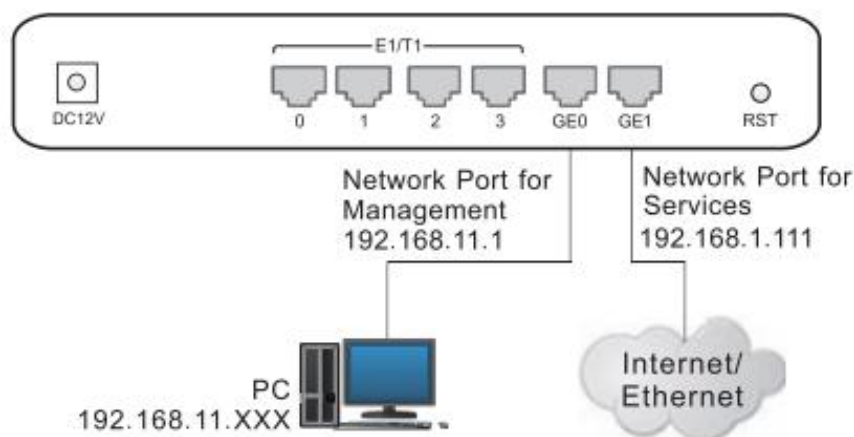 E1/T1
DC12V
0
1
2
3
GE0
GE1
RST
Network Port for
Management
192.168.11.1
Network Port for
Services
192.168.1.111
PC
192.168.11.XXX
Internet/
Ethernet